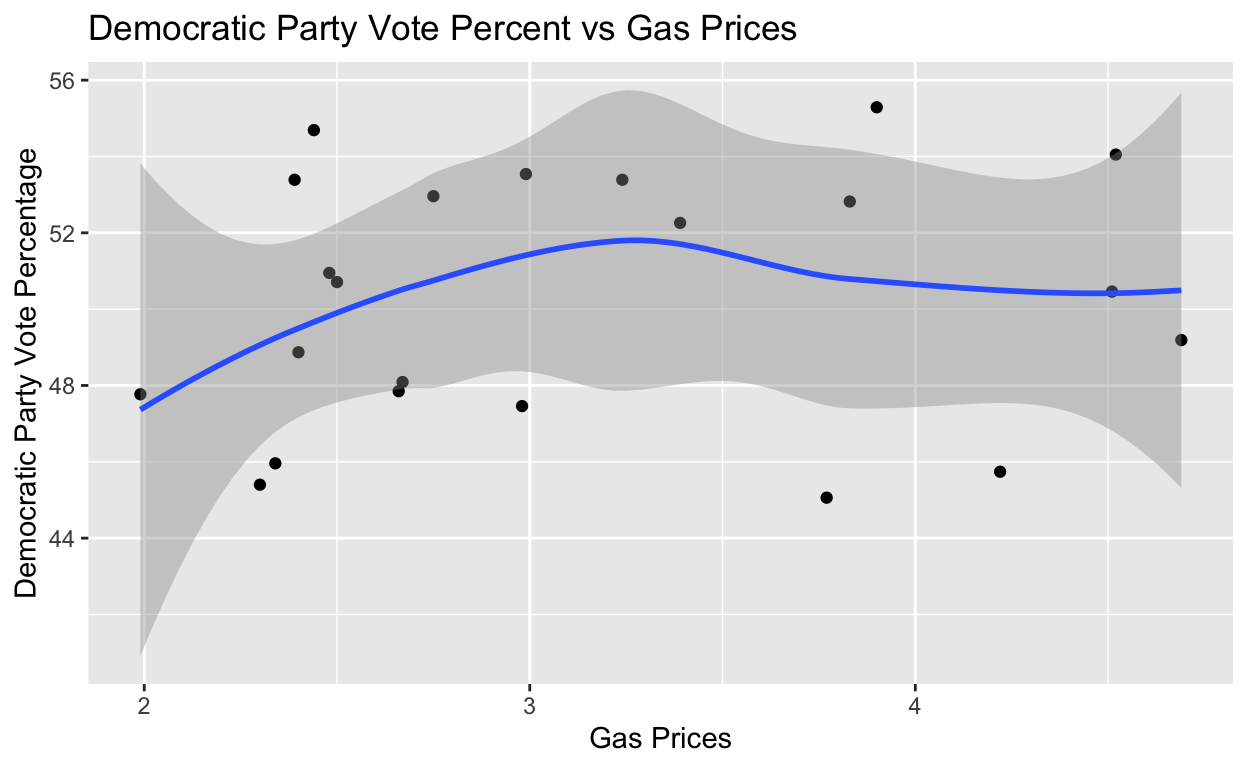 Democratic Party Vote Percent vs Gas Prices
56
52
48
44
Democratic Party Vote Percentage
2 3 4
Gas Prices